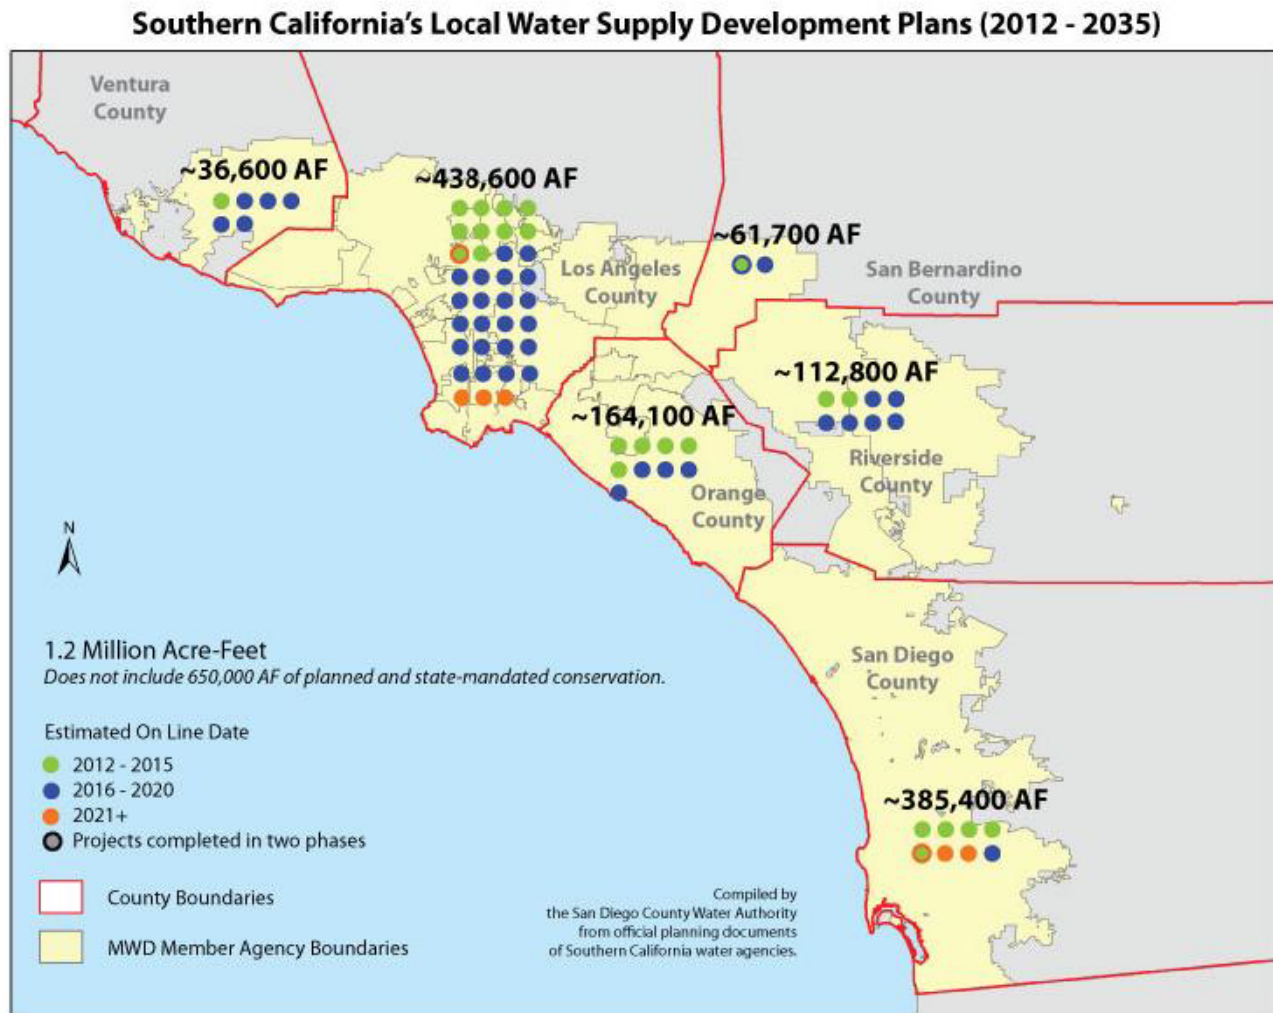 Southern California's Local Water Supply Development Plans (2012 - 2035)
Ventura
County
~36,600 AF
~438,600 AF
~61,700 AF
Los Angeles
County
San Bernardino
County
~112,800 AF
~164,100 AF
Riverside
County
Orange
County
N
1.2 Million Acre-Feet
Does not include 650,000 AF of planned and state-mandated conservation.
San Diego
County
Estimated On Line Date
2012 - 2015
2016 - 2020
2021+
Projects completed in two phases
~385,400 AF
County Boundaries
MWD Member Agency Boundaries
Compiled by
the San Diego County Water Authority
from official planning documents
of Southern California water agencies.